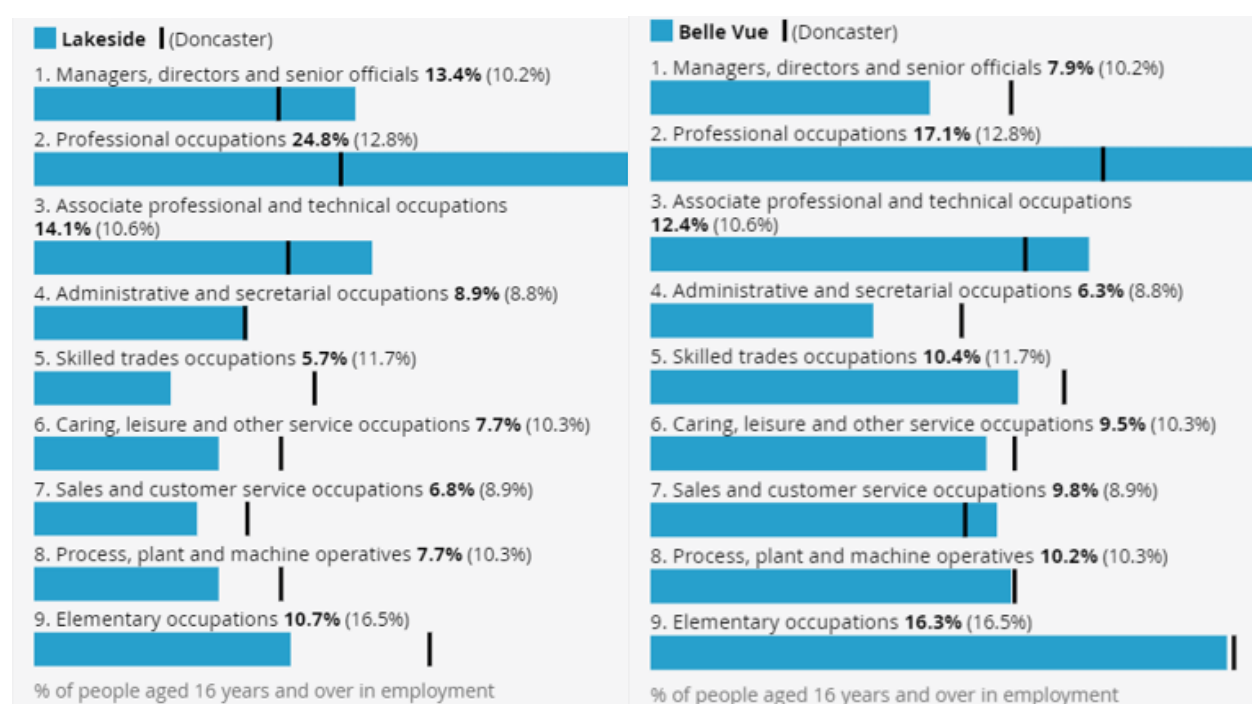 Lakeside (Doncaster)
1. Managers, directors and senior officials 13.4% (10.2%)
2. Professional occupations 24.8% (12.8%)
3. Associate professional and technical occupations
14.1% (10.6%)
4. Administrative and secretarial occupations 8.9% (8.8%)
5. Skilled trades occupations 5.7% (11.7%)
6. Caring, leisure and other service occupations 7.7% (10.3%)
7. Sales and customer service occupations 6.8% (8.9%)
8. Process, plant and machine operatives 7.7% (10.3%)
9. Elementary occupations 10.7% (16.5%)
% of people aged 16 years and over in employment
Belle Vue (Doncaster)
1. Managers, directors and senior officials 7.9% (10.2%)
2. Professional occupations 17.1% (12.8%)
3. Associate professional and technical occupations
12.4% (10.6%)
4. Administrative and secretarial occupations 6.3% (8.8%)
5. Skilled trades occupations 10.4% (11.7%)
6. Caring, leisure and other service occupations 9.5% (10.3%)
7. Sales and customer service occupations 9.8% (8.9%)
8. Process, plant and machine operatives 10.2% (10.3%)
9. Elementary occupations 16.3% (16.5%)
% of people aged 16 years and over in employment